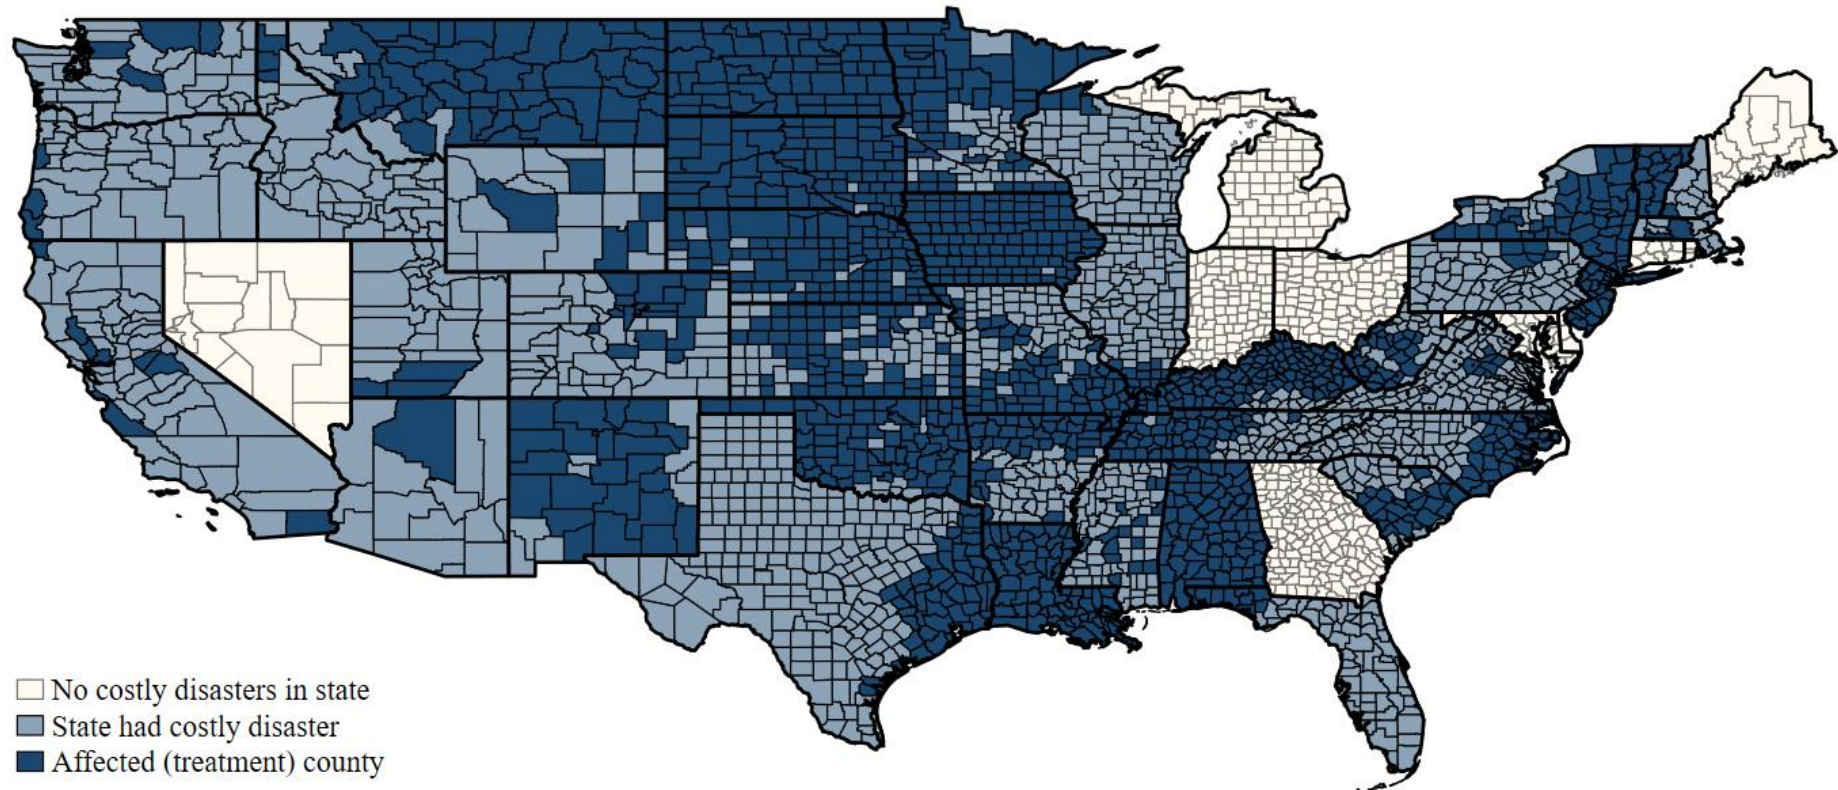 No costly disasters in state
State had costly disaster
Affected (treatment) county